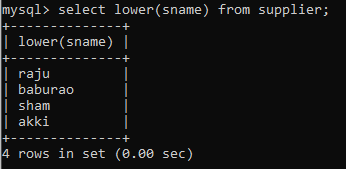 mysql> select lower(sname) from supplier;
+--------------+
| lower(sname) |
+--------------+
| raju         |
| baburao      |
| sham         |
| akki         |
+--------------+
4 rows in set (0.00 sec)